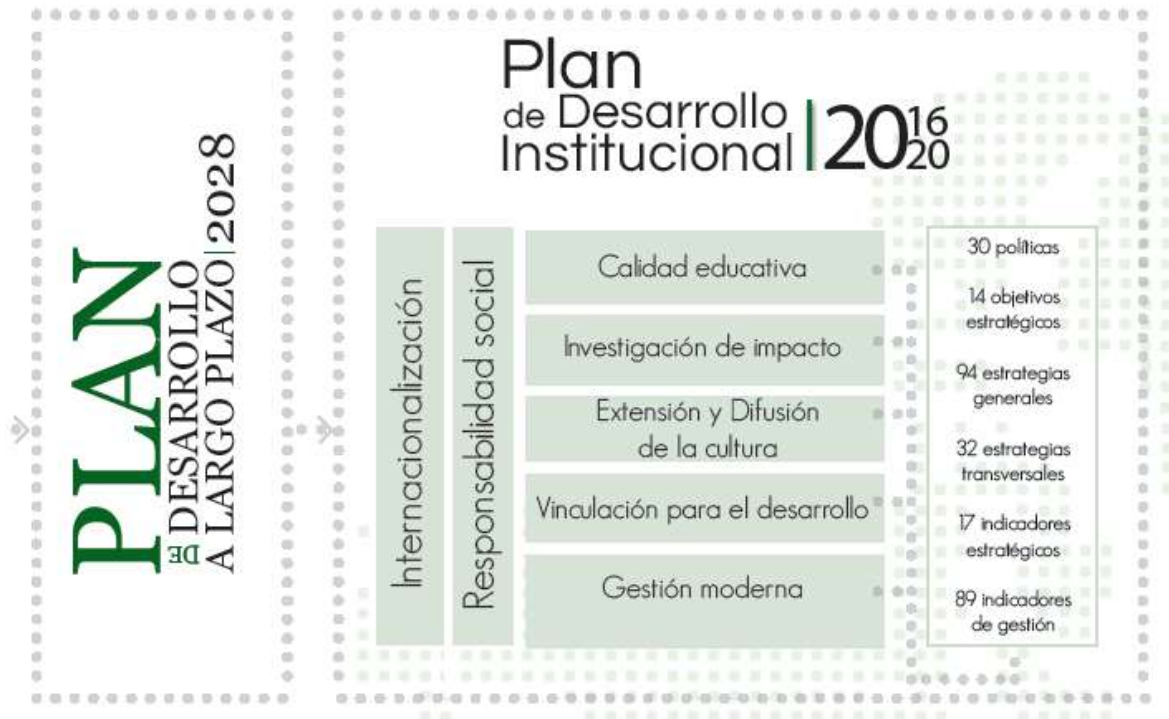 PLAN
DE DESARROLLO
A LARGO PLAZO|2028
Plan
de Desarrollo
Institucional | 20 16
20
Internacionalización
Responsabilidad social
Calidad educativa
Investigación de impacto
Extensión y Difusión
de la cultura
Vinculación para el desarrollo
Gestión moderna
30 políticas
14 objetivos
estratégicos
94 estrategias
generales
32 estrategias
transversales
17 indicadores
estratégicos
89 indicadores
de gestión